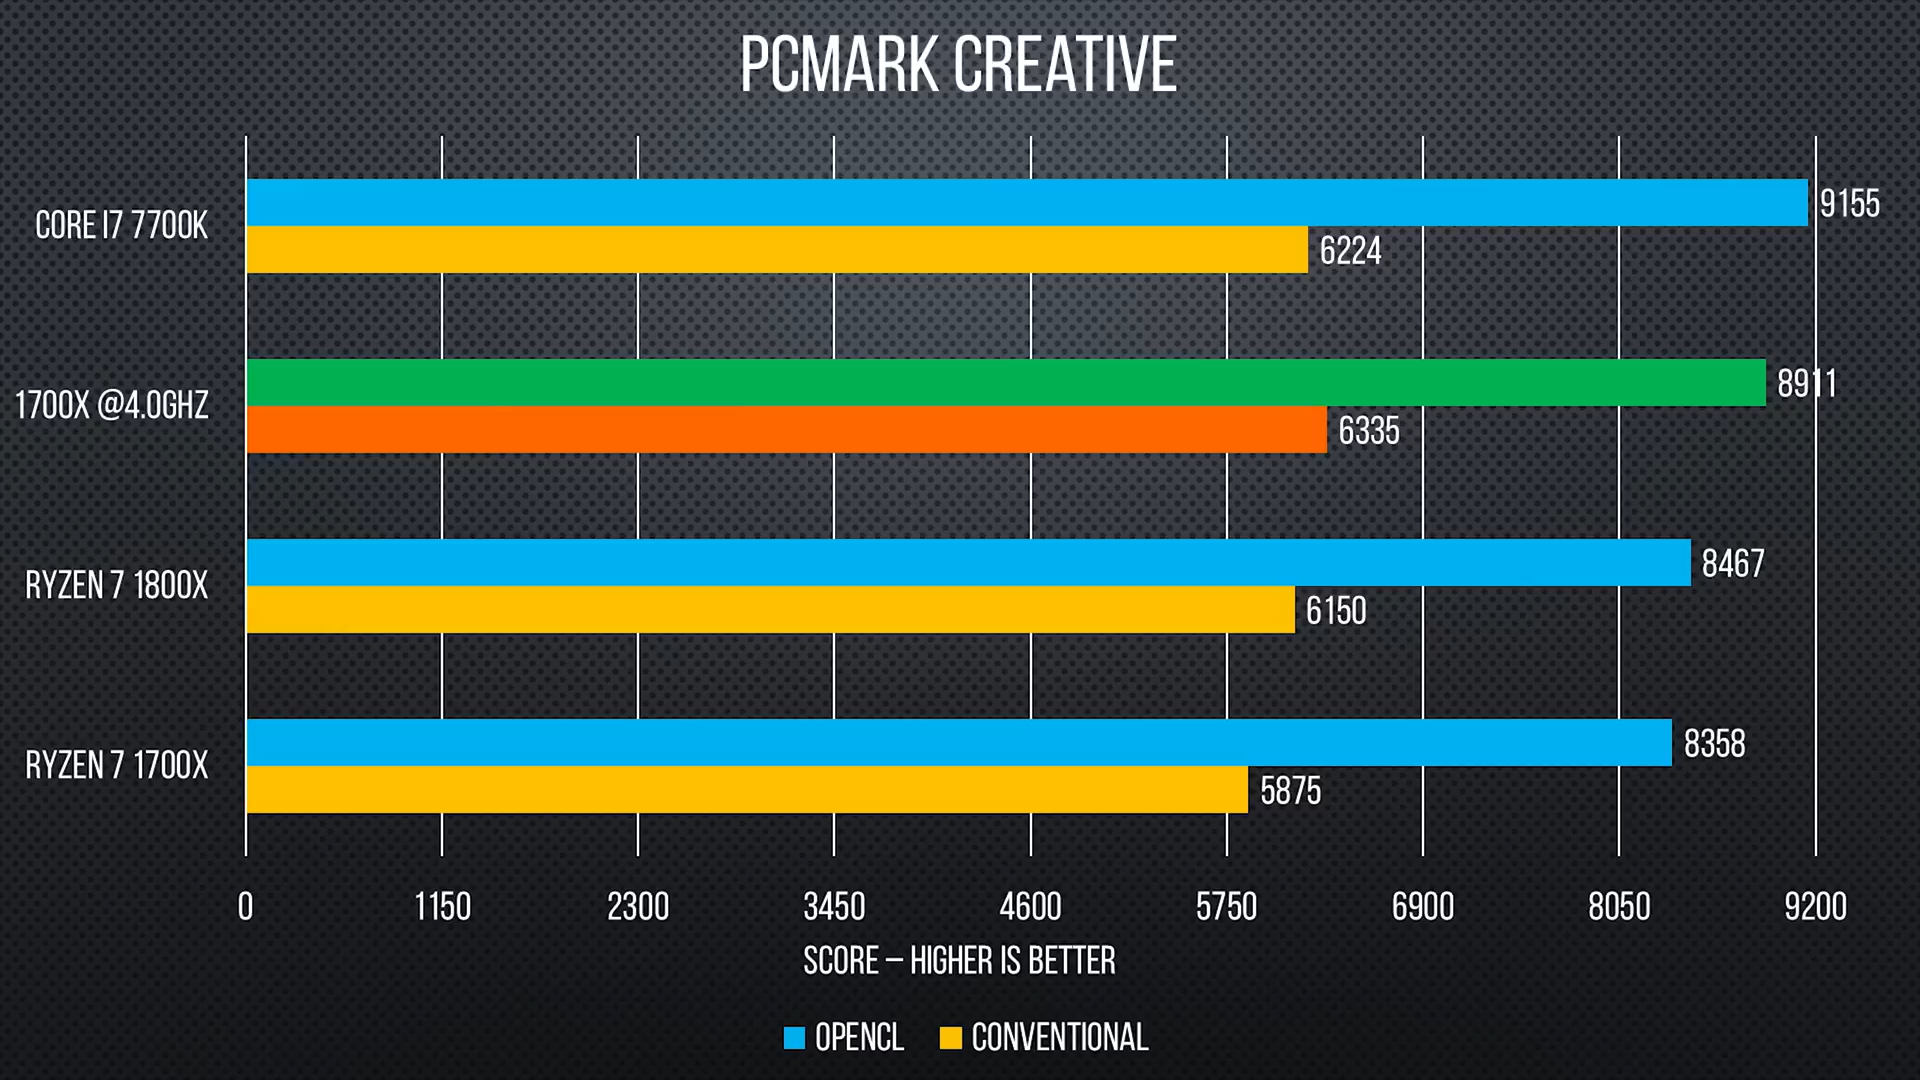 PCMARK CREATIVE
CORE I7 7700K
9155
6224
1700X @4.0GHZ
8911
6335
RYZEN 7 1800X
8467
6150
RYZEN 7 1700X
8358
5875
0 1150 2300 3450 4600 5750 6900 8050 9200
SCORE – HIGHER IS BETTER
OPENCL CONVENTIONAL